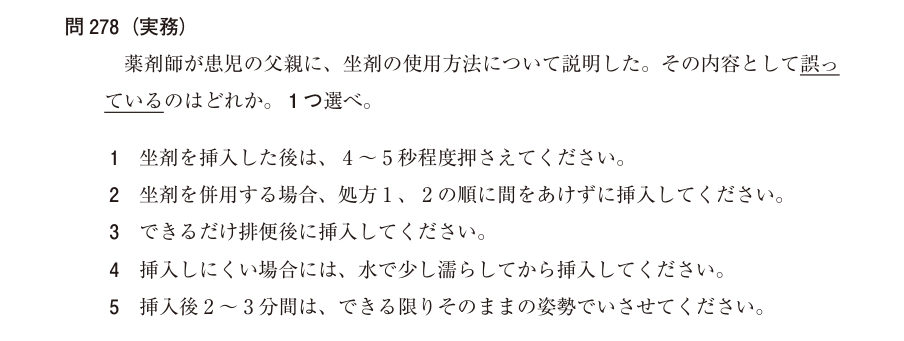 問 278（実務）
薬剤師が患児の父親に、坐剤の使用方法について説明した。その内容として誤っ
ているのはどれか。1つ選べ。
1 坐剤を挿入した後は、4～5秒程度押さえてください。
2 坐剤を併用する場合、処方1、2の順に間をあけずに挿入してください。
3 できるだけ排便後に挿入してください。
4 挿入しにくい場合には、水で少し濡らしてから挿入してください。
5 挿入後2～3分間は、できる限りそのままの姿勢でいさせてください。